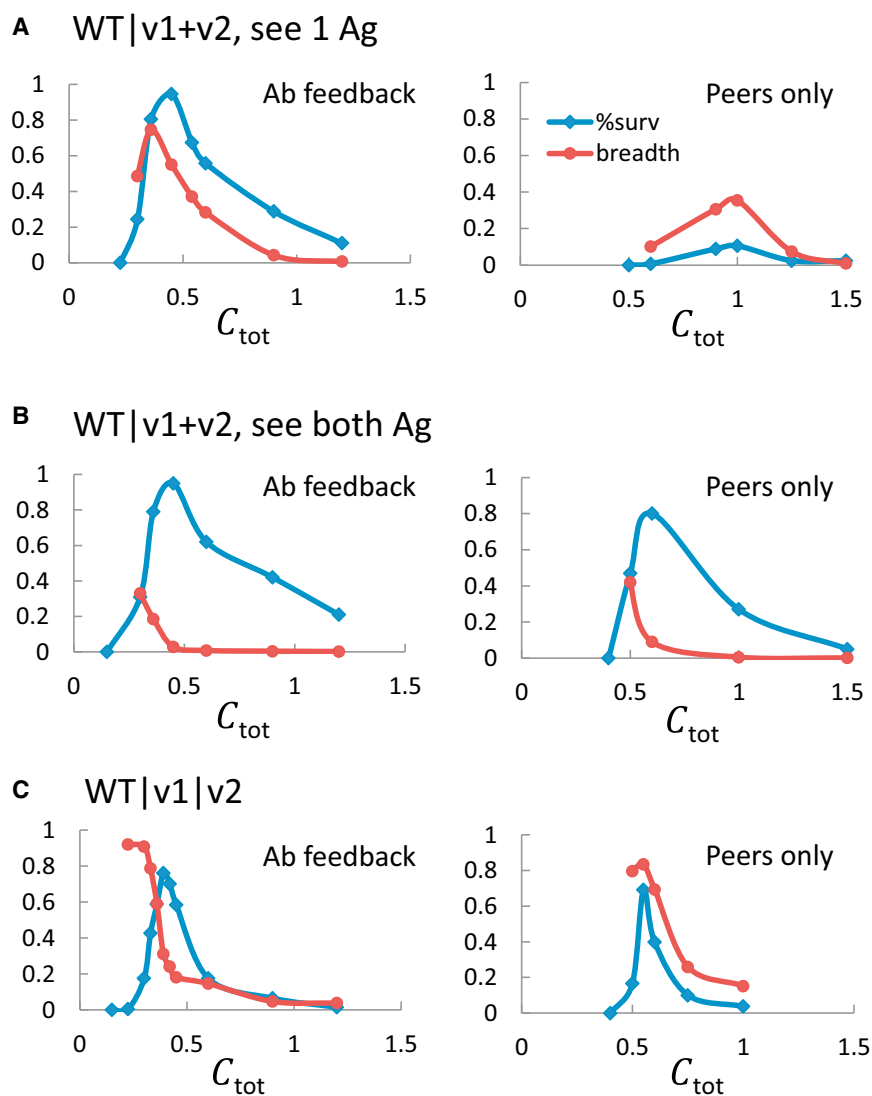 A WT|v1+v2, see 1 Ag
Ab feedback
1
0.8
0.6
0.4
0.2
0
0 0.5 1 1.5
C_tot
Peers only
%surv
breadth
1
0.8
0.6
0.4
0.2
0
0 0.5 1 1.5
C_tot
B WT|v1+v2, see both Ag
Ab feedback
1
0.8
0.6
0.4
0.2
0
0 0.5 1 1.5
C_tot
Peers only
1
0.8
0.6
0.4
0.2
0
0 0.5 1 1.5
C_tot
C WT|v1|v2
Ab feedback
1
0.8
0.6
0.4
0.2
0
0 0.5 1 1.5
C_tot
Peers only
1
0.8
0.6
0.4
0.2
0
0 0.5 1 1.5
C_tot